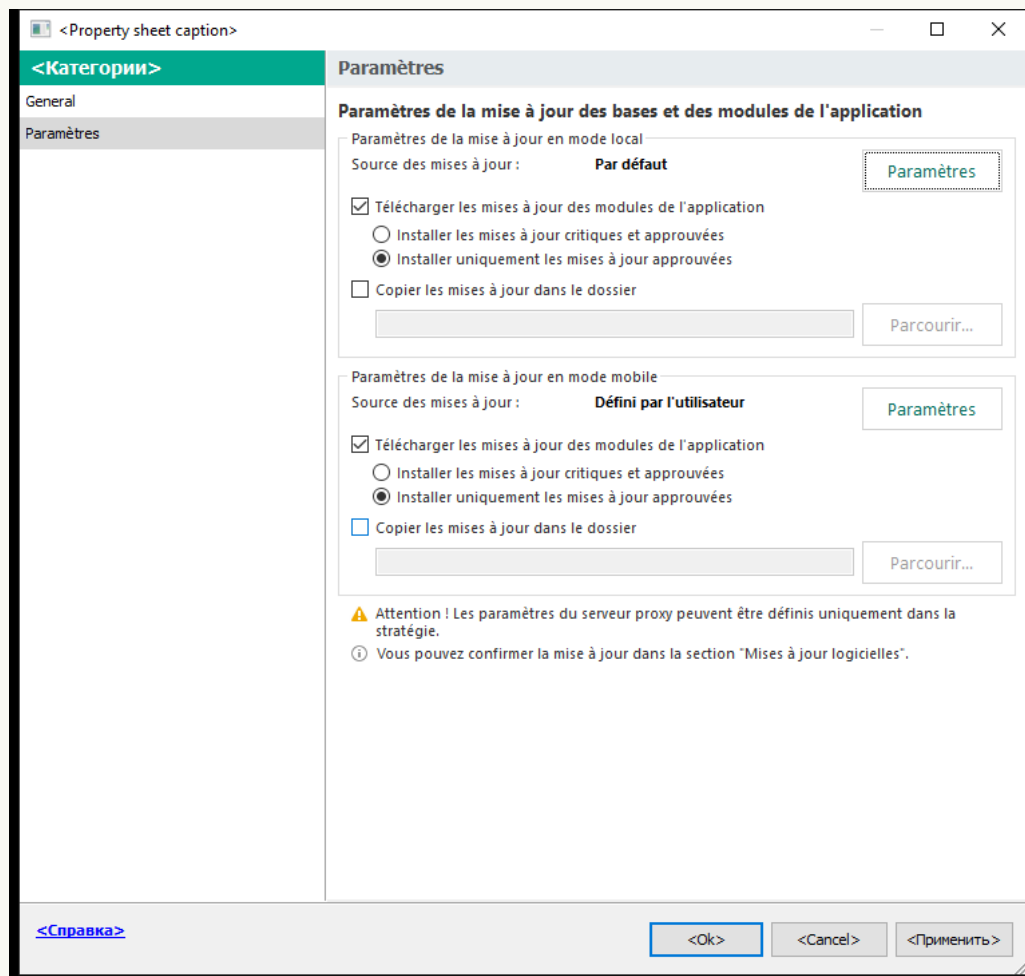 <Property sheet caption>
<Категории>
General
Paramètres
Paramètres
Paramètres de la mise à jour des bases et des modules de l'application
Paramètres de la mise à jour en mode local
Source des mises à jour : Par défaut
Paramètres
Télécharger les mises à jour des modules de l'application
Installer les mises à jour critiques et approuvées
Installer uniquement les mises à jour approuvées
Copier les mises à jour dans le dossier
Parcourir...
Paramètres de la mise à jour en mode mobile
Source des mises à jour : Défini par l'utilisateur
Paramètres
Télécharger les mises à jour des modules de l'application
Installer les mises à jour critiques et approuvées
Installer uniquement les mises à jour approuvées
Copier les mises à jour dans le dossier
Parcourir...
Attention ! Les paramètres du serveur proxy peuvent être définis uniquement dans la
stratégie.
Vous pouvez confirmer la mise à jour dans la section "Mises à jour logicielles".
<Справка>
<Ok> <Cancel> <Применить>